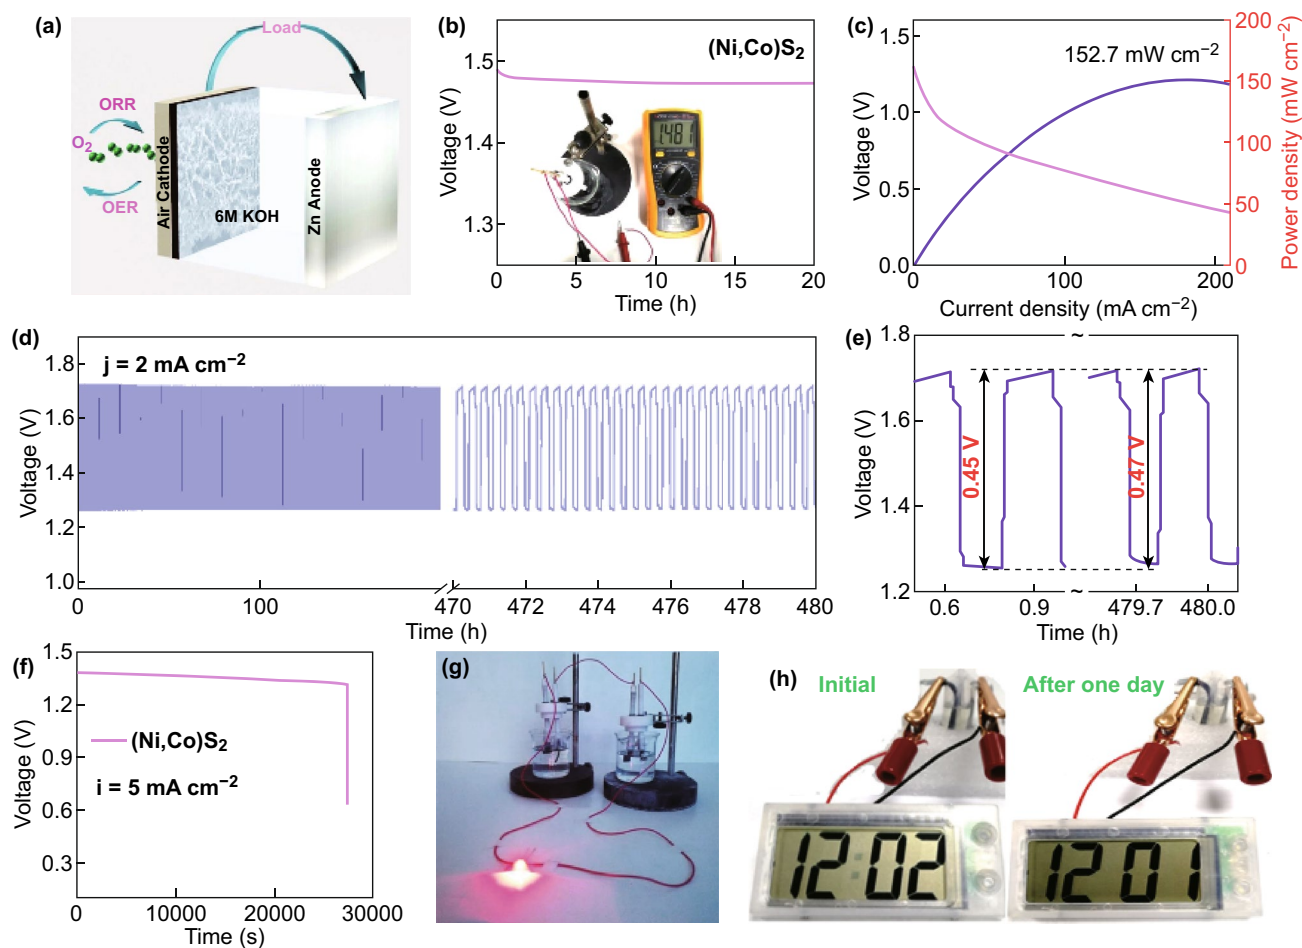 (a)
Load
ORR
O2
OER
Air Cathode
6M KOH
Zn Anode
(b)
(Ni,Co)S2
1.5
1.4
1.3
Voltage (V)
1.481
0 5 10 15 20
Time (h)
(c)
152.7 mW cm−2
1.5
1.0
0.5
0.0
Voltage (V)
200
150
100
50
0
Power density (mW cm−2)
0 100 200
Current density (mA cm−2)
(d)
j = 2 mA cm−2
1.8
1.6
1.4
1.2
1.0
Voltage (V)
0 100 470 472 474 476 478 480
Time (h)
(e)
1.8
1.6
1.4
1.2
Voltage (V)
~
0.45 V
0.47 V
~
0.6 0.9 479.7 480.0
Time (h)
(f)
1.5
1.2
0.9
0.6
0.3
Voltage (V)
(Ni,Co)S2
i = 5 mA cm−2
0 10000 20000 30000
Time (s)
(g)
(h)
Initial
12:02
After one day
12 01